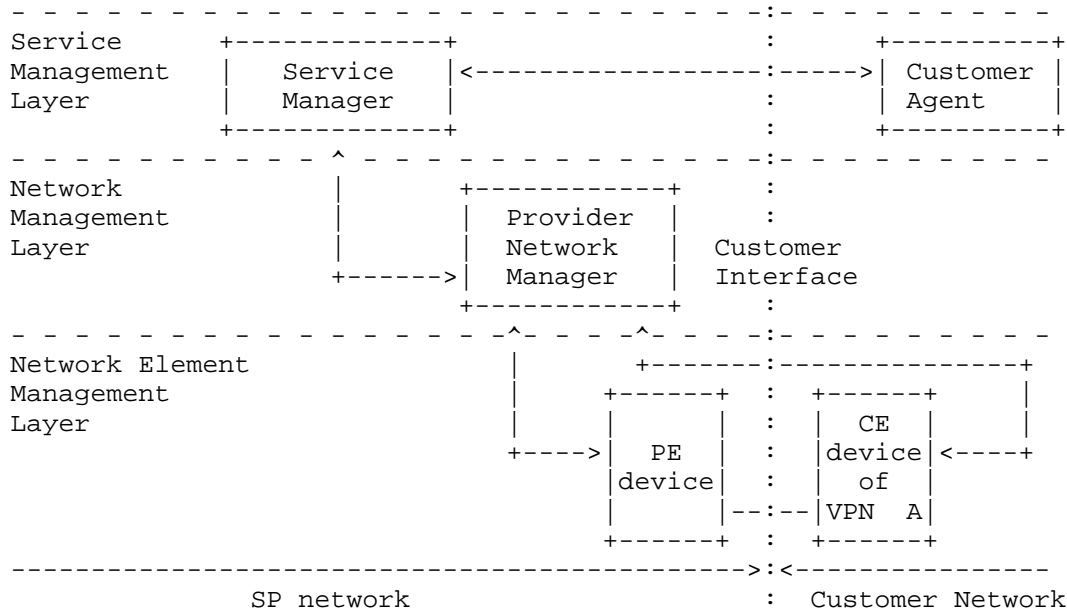 Service
Management Service Customer
Layer Manager Agent
Network
Management Provider
Layer Network Customer
Manager Interface
Network Element
Management
Layer CE
PE device
device of
VPN A
SP network Customer Network